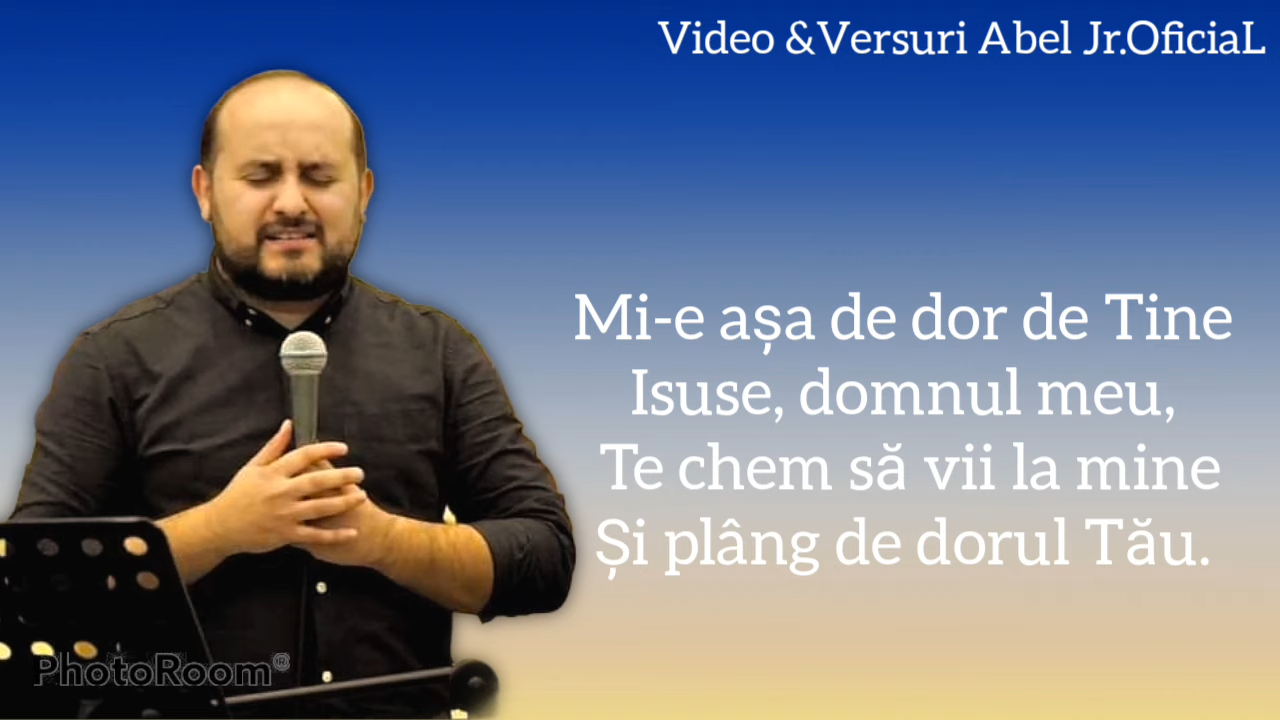 Video &Versuri Abel Jr.OficiaL
Mi-e așa de dor de Tine
Isuse, domnul meu,
Te chem să vii la mine
Și plâng de dorul Tău.
PhotoRoom®